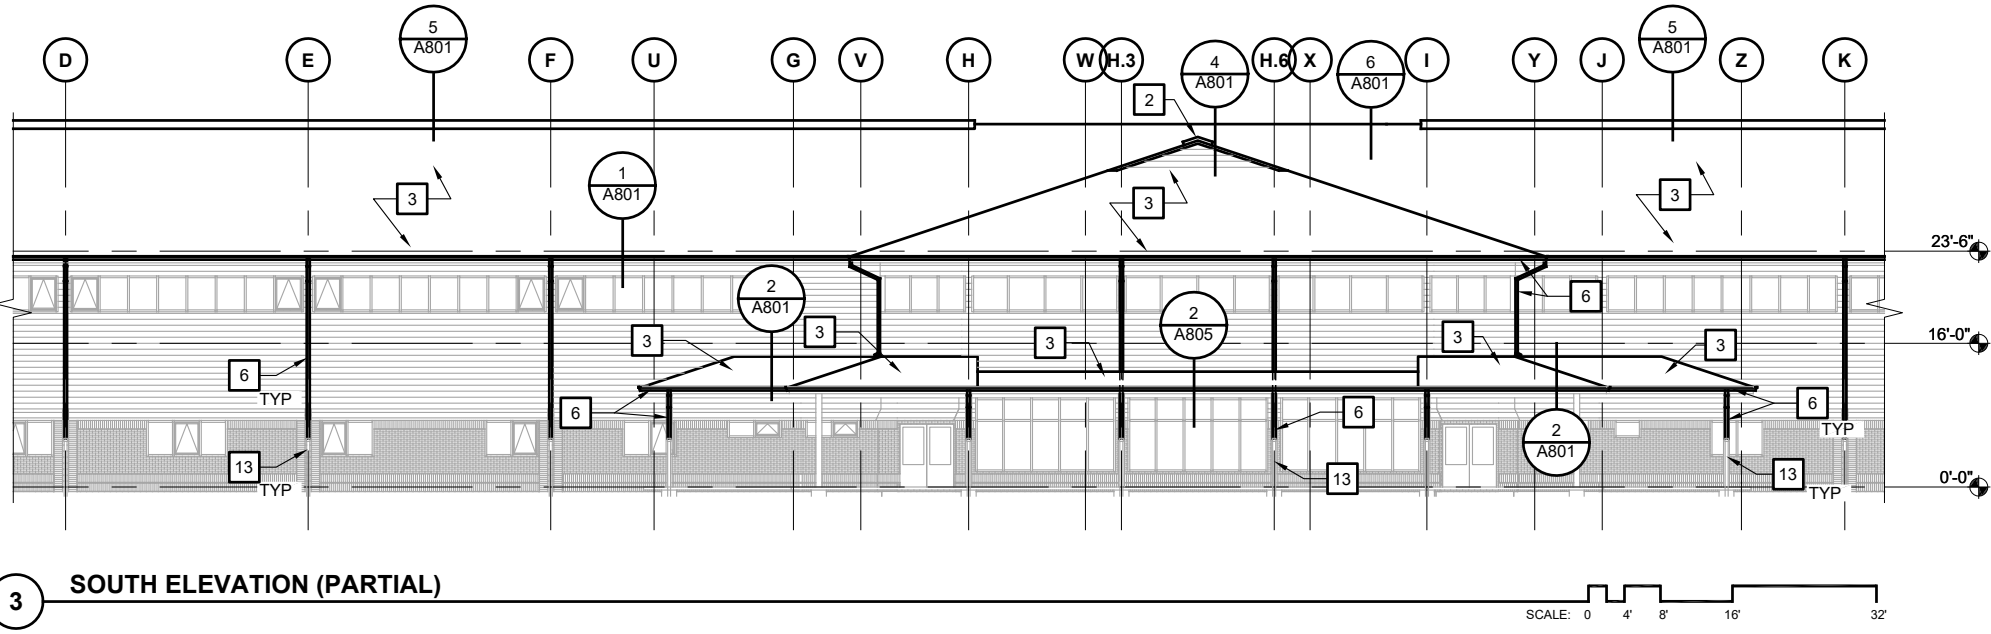 D E F U G V H W H.3 H.6 X I Y J Z K
5
A801
4
A801
6
A801
5
A801
2
1
A801
3
3
3
23'-6"
2
A801
2
A805
6
3
3
3
3
3
16'-0"
6
TYP
6
6
6
TYP
2
A801
13
TYP
13
13
TYP
0'-0"
3
SOUTH ELEVATION (PARTIAL)
SCALE: 0 4' 8' 16' 32'